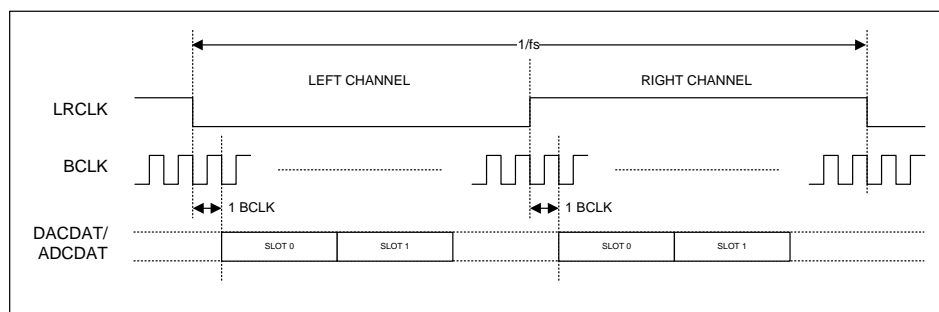 1/fs
LEFT CHANNEL RIGHT CHANNEL
LRCLK
BCLK
1 BCLK 1 BCLK
DACDAT/
ADCDAT
SLOT 0 SLOT 1 SLOT 0 SLOT 1